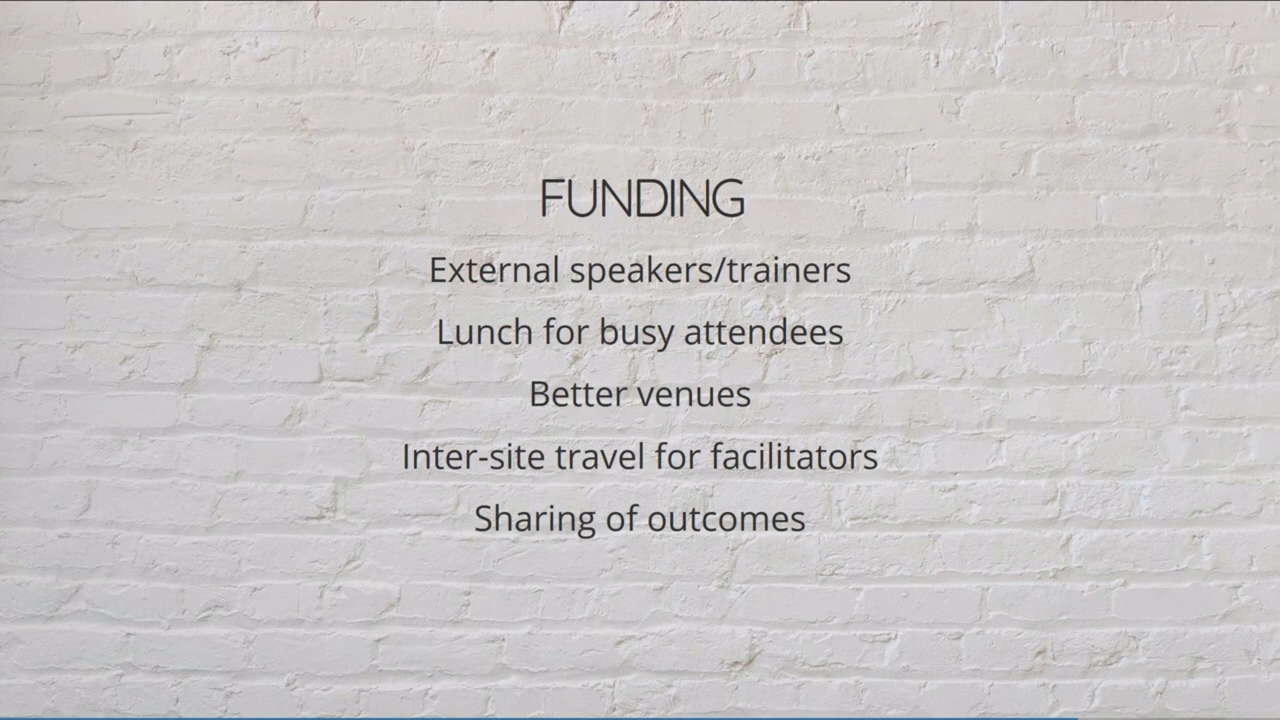 FUNDING
External speakers/trainers
Lunch for busy attendees
Better venues
Inter-site travel for facilitators
Sharing of outcomes